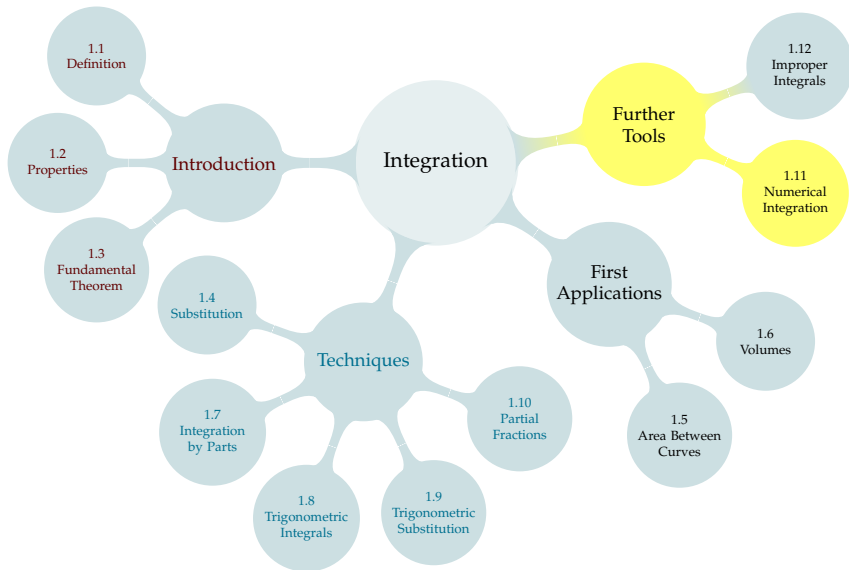 Integration
Introduction
1.1
Definition
1.2
Properties
1.3
Fundamental
Theorem
Techniques
1.4
Substitution
1.7
Integration
by Parts
1.8
Trigonometric
Integrals
1.9
Trigonometric
Substitution
1.10
Partial
Fractions
First
Applications
1.5
Area Between
Curves
1.6
Volumes
Further
Tools
1.11
Numerical
Integration
1.12
Improper
Integrals